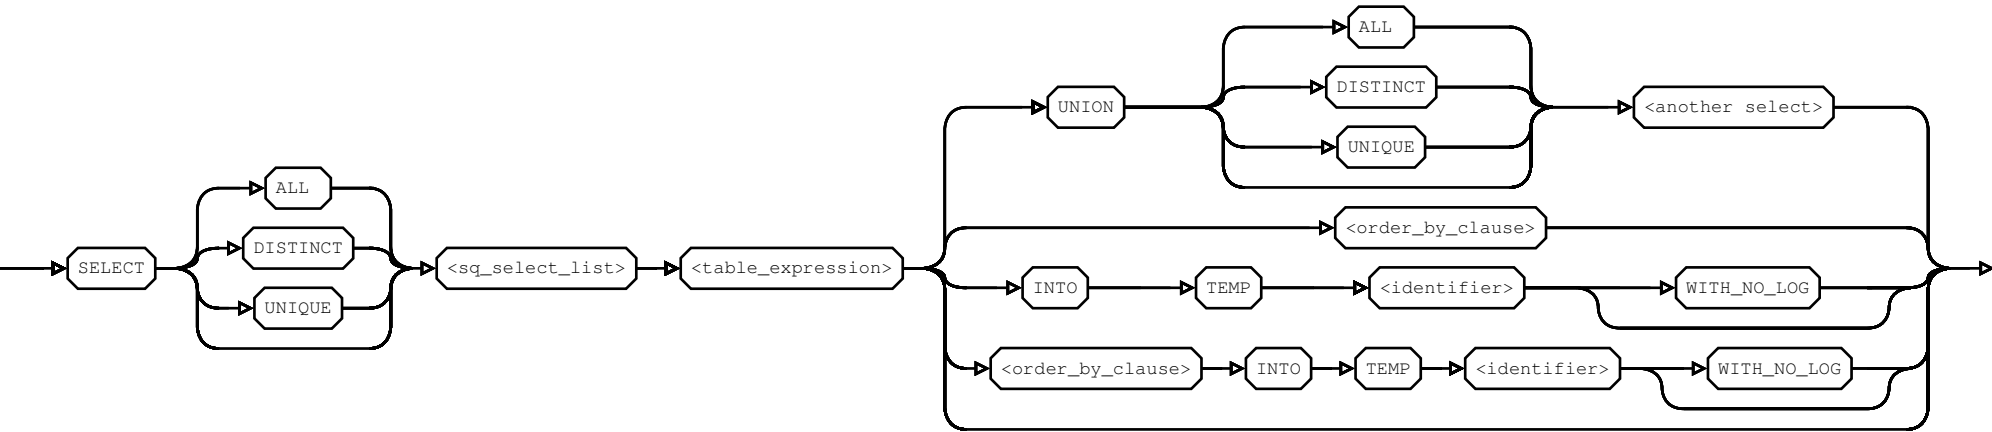 ALL
DISTINCT
UNION
<another select>
UNIQUE
ALL
<order_by_clause>
DISTINCT
SELECT
<sq_select_list>
<table_expression>
INTO
TEMP
<identifier>
WITH_NO_LOG
UNIQUE
<order_by_clause>
INTO
TEMP
<identifier>
WITH_NO_LOG